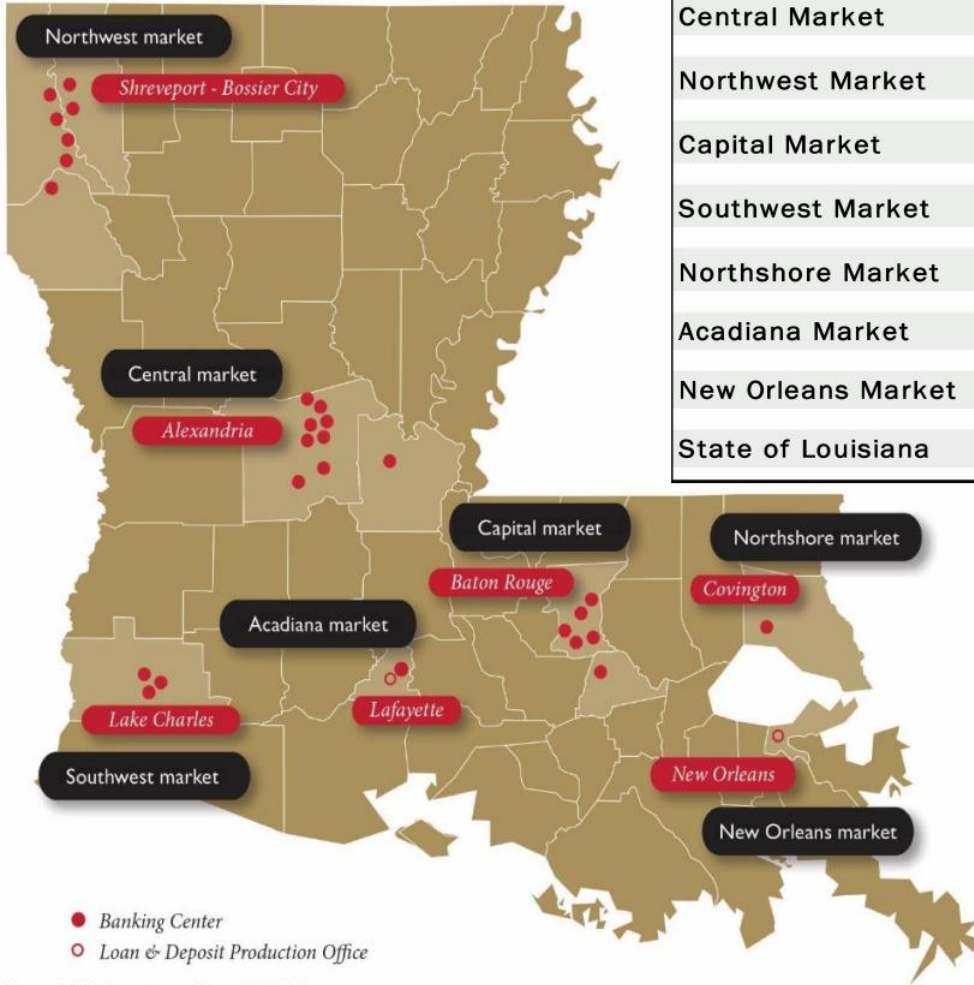 Northwest market
Shreveport - Bossier City
Central market
Alexandria
Capital market
Baton Rouge
Northshore market
Covington
Acadiana market
Lafayette
Lake Charles
Southwest market
New Orleans
New Orleans market
Banking Center
Loan & Deposit Production Office
Central Market
Northwest Market
Capital Market
Southwest Market
Northshore Market
Acadiana Market
New Orleans Market
State of Louisiana